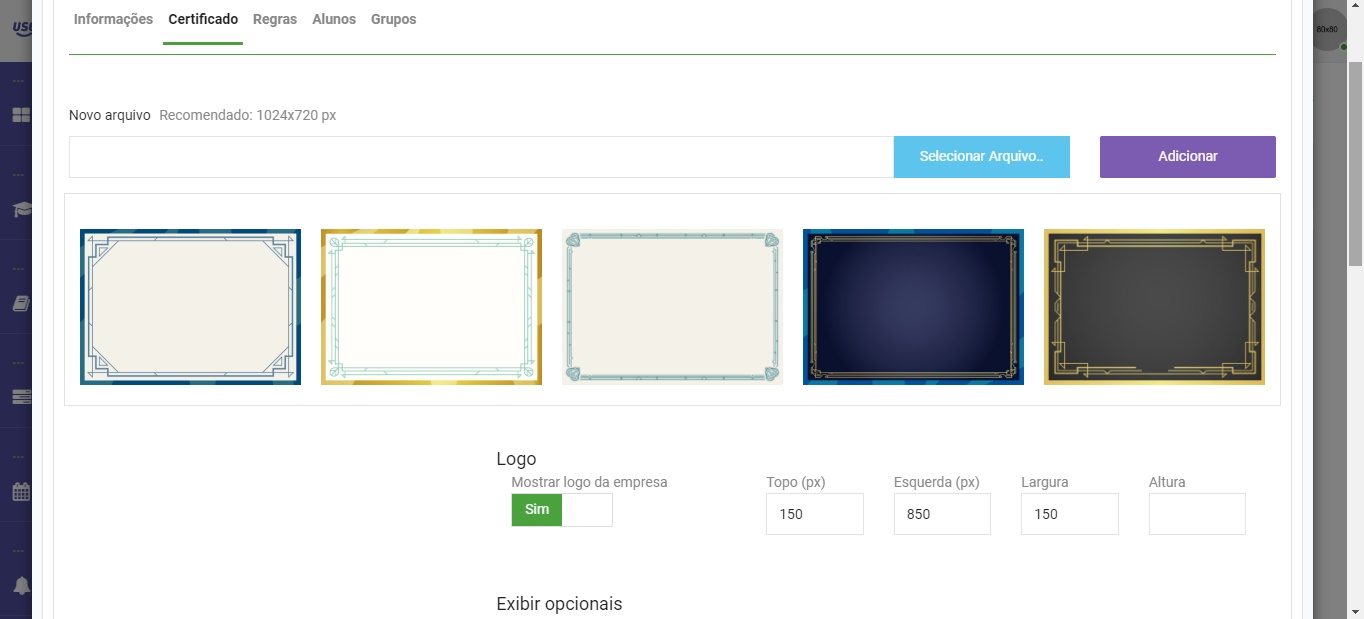 Informações Certificado Regras Alunos Grupos
80x80
Novo arquivo Recomendado: 1024x720 px
Selecionar Arquivo.. Adicionar
Logo
Mostrar logo da empresa Topo (px) Esquerda (px) Largura Altura
Sim 150 850 150
Exibir opcionais